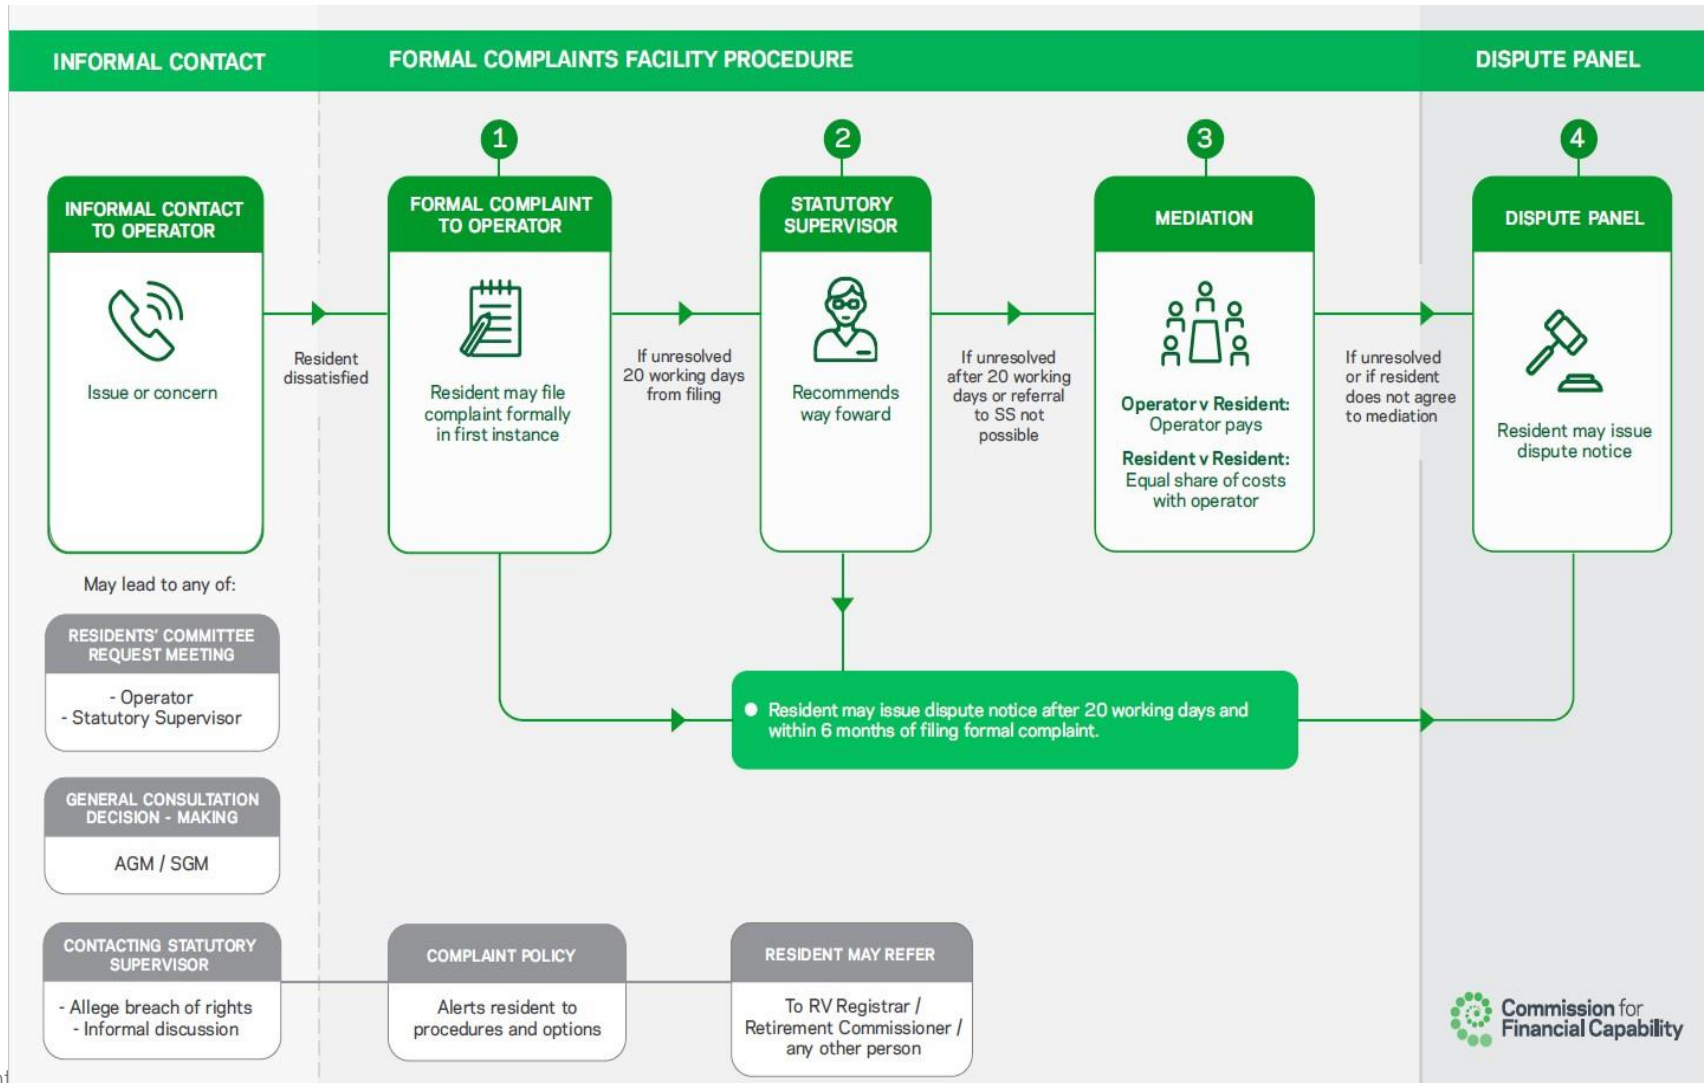 INFORMAL CONTACT
FORMAL COMPLAINTS FACILITY PROCEDURE
DISPUTE PANEL
1
2
3
4
INFORMAL CONTACT
TO OPERATOR
Issue or concern
Resident
dissatisfied
FORMAL COMPLAINT
TO OPERATOR
Resident may file
complaint formally
in first instance
If unresolved
20 working days
from filing
STATUTORY
SUPERVISOR
Recommends
way foward
If unresolved
after 20 working
days or referral
to SS not
possible
MEDIATION
Operator v Resident:
Operator pays
Resident v Resident:
Equal share of costs
with operator
If unresolved
or if resident
does not agree
to mediation
DISPUTE PANEL
Resident may issue
dispute notice
May lead to any of:
RESIDENTS' COMMITTEE
REQUEST MEETING
- Operator
- Statutory Supervisor
Resident may issue dispute notice after 20 working days and
within 6 months of filing formal complaint.
GENERAL CONSULTATION
DECISION - MAKING
AGM / SGM
CONTACTING STATUTORY
SUPERVISOR
- Allege breach of rights
- Informal discussion
COMPLAINT POLICY
Alerts resident to
procedures and options
RESIDENT MAY REFER
To RV Registrar /
Retirement Commissioner /
any other person
Commission for
Financial Capability